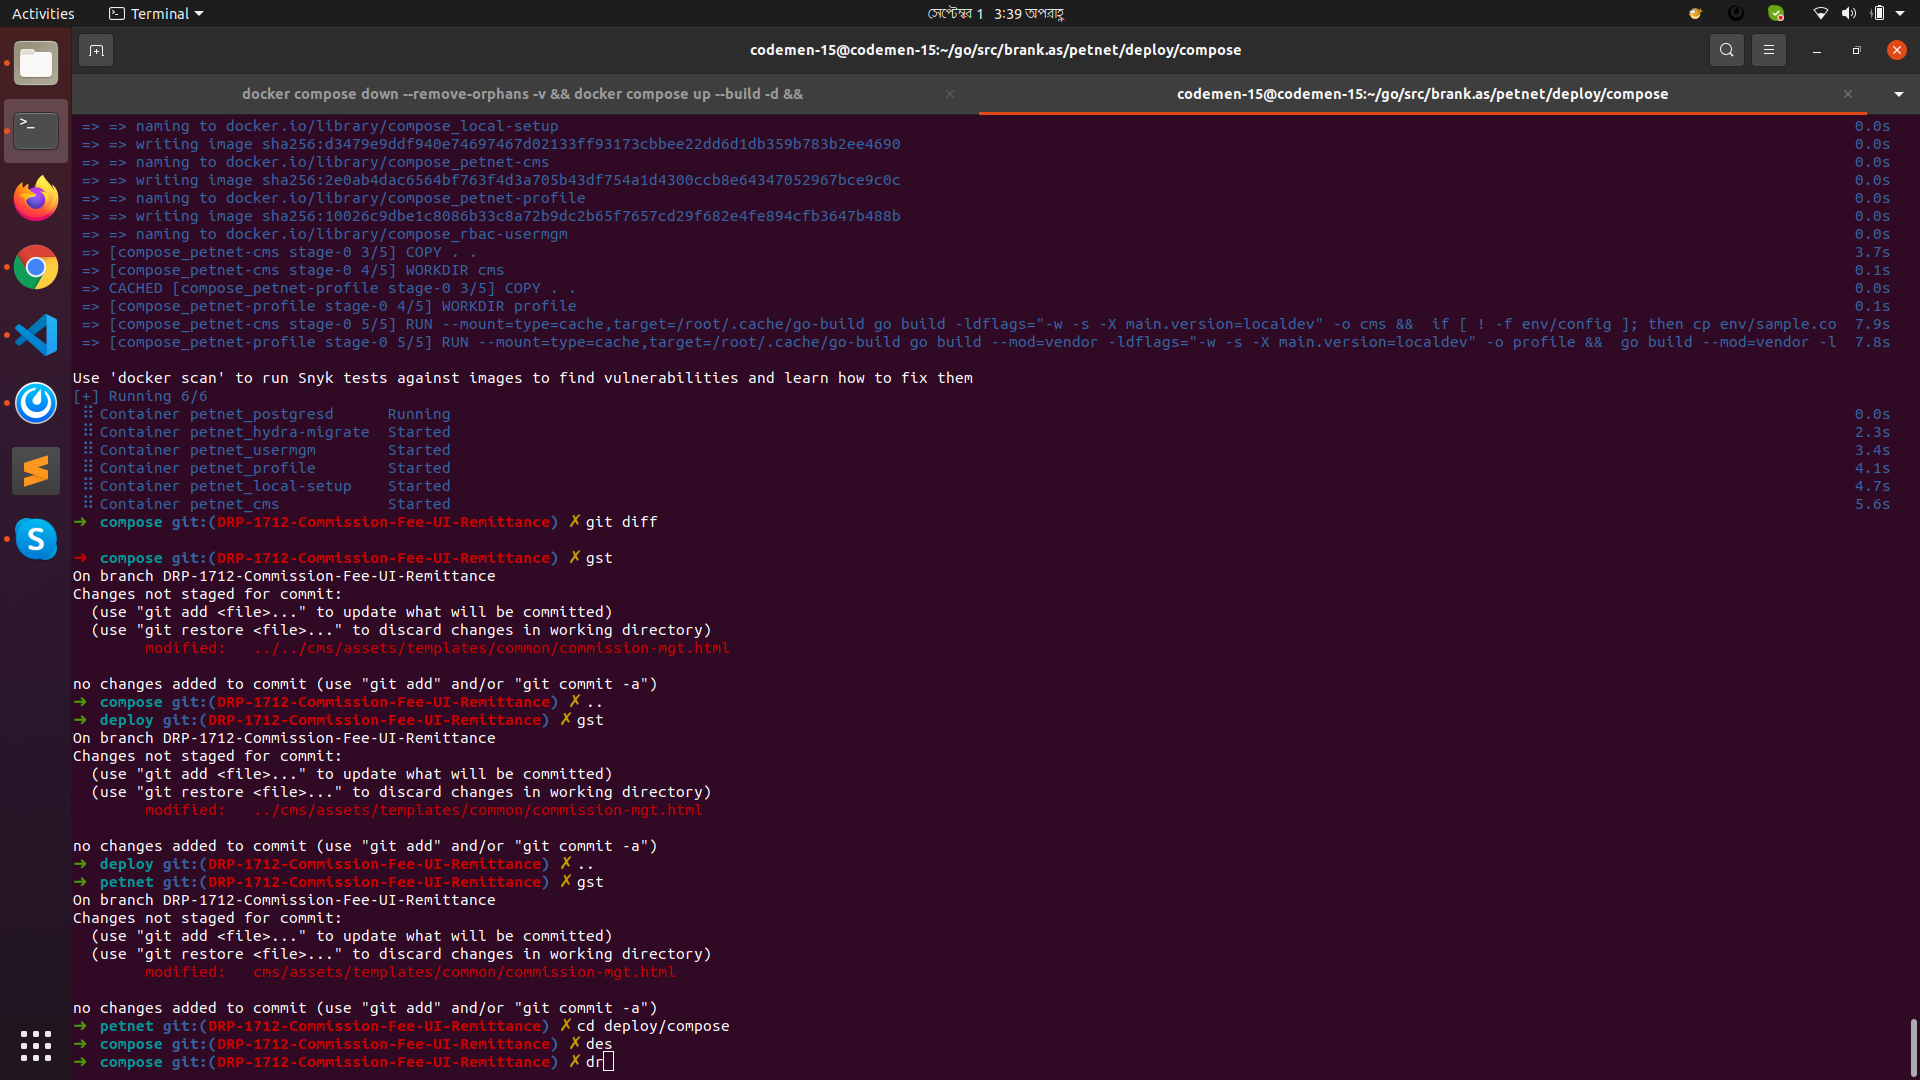 Activities Terminal সেপ্টেম্বর 1 3:39 অপরাহ্ণ
codemen-15@codemen-15:~/go/src/brank.as/petnet/deploy/compose
docker compose down --remove-orphans -v && docker compose up --build -d &&
codemen-15@codemen-15:~/go/src/brank.as/petnet/deploy/compose
=> => naming to docker.io/library/compose_local-setup 0.0s
=> => writing image sha256:d3479e9ddf940e74697467d02133ff93173cbbee22dd6d1db359b783b2ee4690 0.0s
=> => naming to docker.io/library/compose_petnet-cms 0.0s
=> => writing image sha256:2e0ab4dac6564bf763f4d3a705b43df754a1d4300ccb8e64347052967bce9c0c 0.0s
=> => naming to docker.io/library/compose_petnet-profile 0.0s
=> => writing image sha256:10026c9dbe1c8086b33c8a72b9dc2b65f7657cd29f682e4fe894cfb3647b488b 0.0s
=> => naming to docker.io/library/compose_rbac-usermgm 0.0s
=> [compose_petnet-cms stage-0 3/5] COPY . . 3.7s
=> [compose_petnet-cms stage-0 4/5] WORKDIR cms 0.1s
=> CACHED [compose_petnet-profile stage-0 3/5] COPY . . 0.0s
=> [compose_petnet-profile stage-0 4/5] WORKDIR profile 0.1s
=> [compose_petnet-cms stage-0 5/5] RUN --mount=type=cache,target=/root/.cache/go-build go build -ldflags="-w -s -X main.version=localdev" -o cms && if [ ! -f env/config ]; then cp env/sample.co 7.9s
=> [compose_petnet-profile stage-0 5/5] RUN --mount=type=cache,target=/root/.cache/go-build go build --mod=vendor -ldflags="-w -s -X main.version=localdev" -o profile && go build --mod=vendor -l 7.8s
Use 'docker scan' to run Snyk tests against images to find vulnerabilities and learn how to fix them
[+] Running 6/6
⠿ Container petnet_postgresd Running 0.0s
⠿ Container petnet_hydra-migrate Started 2.3s
⠿ Container petnet_usermgm Started 3.4s
⠿ Container petnet_profile Started 4.1s
⠿ Container petnet_local-setup Started 4.7s
⠿ Container petnet_cms Started 5.6s
➜ compose git:(DRP-1712-Commission-Fee-UI-Remittance) ✗ git diff
➜ compose git:(DRP-1712-Commission-Fee-UI-Remittance) ✗ gst
On branch DRP-1712-Commission-Fee-UI-Remittance
Changes not staged for commit:
(use "git add <file>..." to update what will be committed)
(use "git restore <file>..." to discard changes in working directory)
modified: ../../cms/assets/templates/common/commission-mgt.html
no changes added to commit (use "git add" and/or "git commit -a")
➜ compose git:(DRP-1712-Commission-Fee-UI-Remittance) ✗ ..
➜ deploy git:(DRP-1712-Commission-Fee-UI-Remittance) ✗ gst
On branch DRP-1712-Commission-Fee-UI-Remittance
Changes not staged for commit:
(use "git add <file>..." to update what will be committed)
(use "git restore <file>..." to discard changes in working directory)
modified: ../cms/assets/templates/common/commission-mgt.html
no changes added to commit (use "git add" and/or "git commit -a")
➜ deploy git:(DRP-1712-Commission-Fee-UI-Remittance) ✗ ..
➜ petnet git:(DRP-1712-Commission-Fee-UI-Remittance) ✗ gst
On branch DRP-1712-Commission-Fee-UI-Remittance
Changes not staged for commit:
(use "git add <file>..." to update what will be committed)
(use "git restore <file>..." to discard changes in working directory)
modified: cms/assets/templates/common/commission-mgt.html
no changes added to commit (use "git add" and/or "git commit -a")
➜ petnet git:(DRP-1712-Commission-Fee-UI-Remittance) ✗ cd deploy/compose
➜ compose git:(DRP-1712-Commission-Fee-UI-Remittance) ✗ des
➜ compose git:(DRP-1712-Commission-Fee-UI-Remittance) ✗ dr